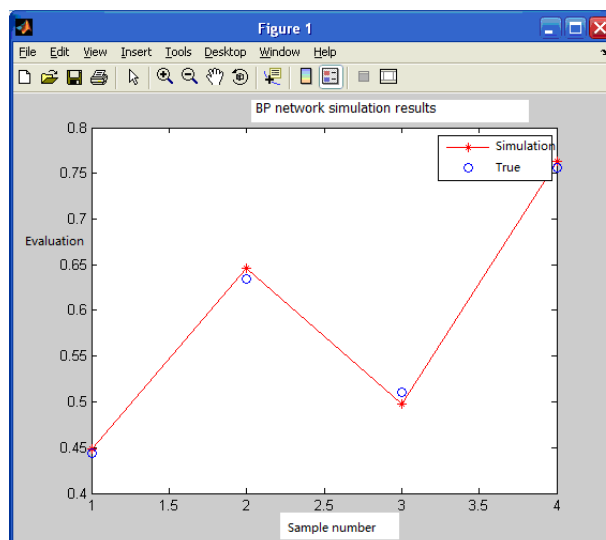 Figure 1
File Edit View Insert Tools Desktop Window Help
BP network simulation results
Simulation
True
0.8
0.75
0.7
Evaluation
0.65
0.6
0.55
0.5
0.45
0.4
1 1.5 2 2.5 3 3.5 4
Sample number